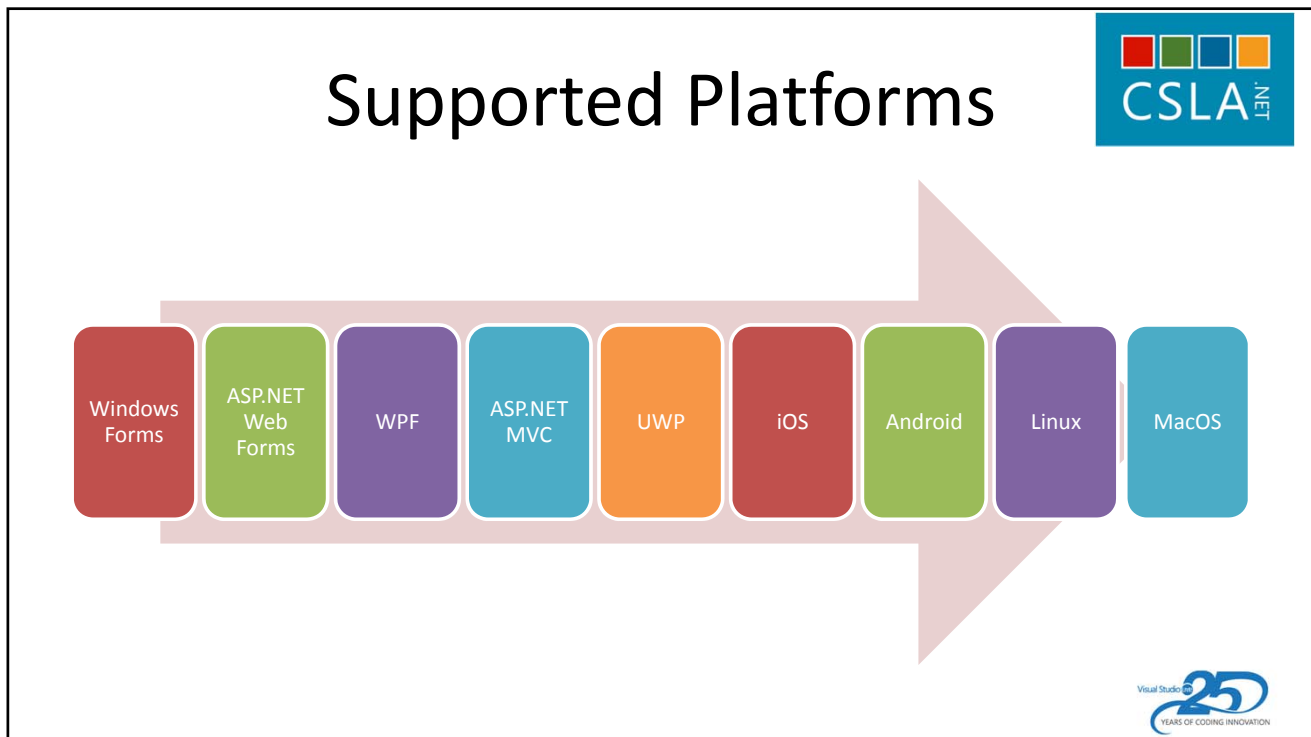 Supported Platforms
CSLA .NET
Windows
Forms
ASP.NET
Web
Forms
WPF
ASP.NET
MVC
UWP
iOS
Android
Linux
MacOS
Visual Studio LIVE! 25
YEARS OF CODING INNOVATION